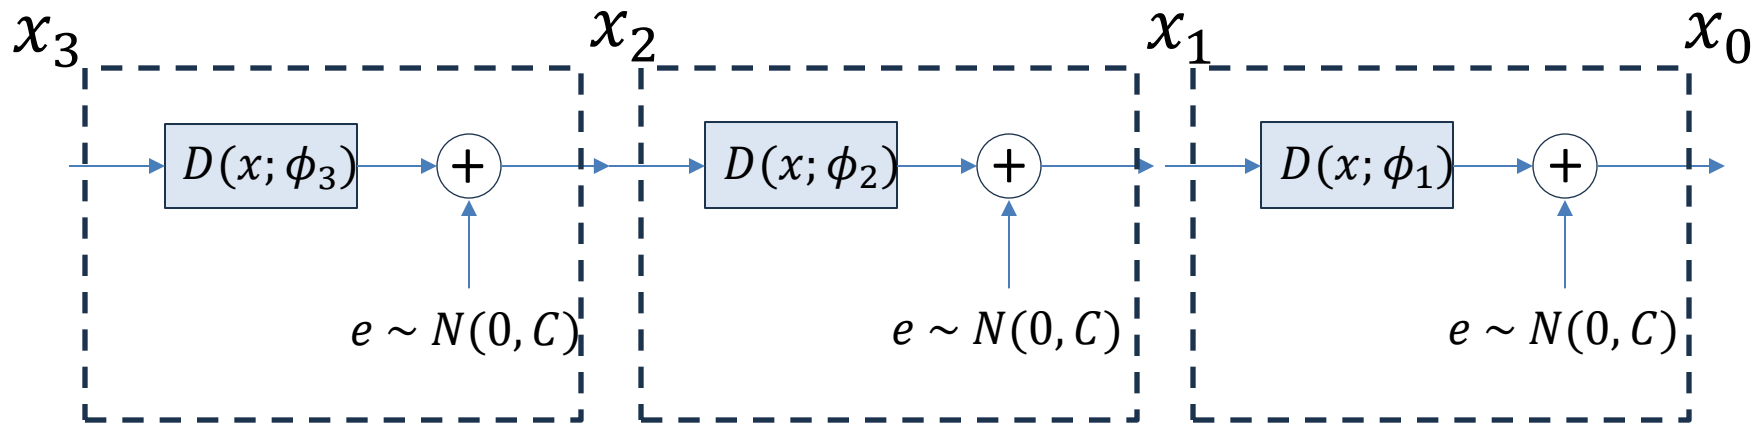 x₃ x₂ x₁ x₀
D(x; ϕ₃) + D(x; ϕ₂) + D(x; ϕ₁) +
e ~ N(0, C) e ~ N(0, C) e ~ N(0, C)